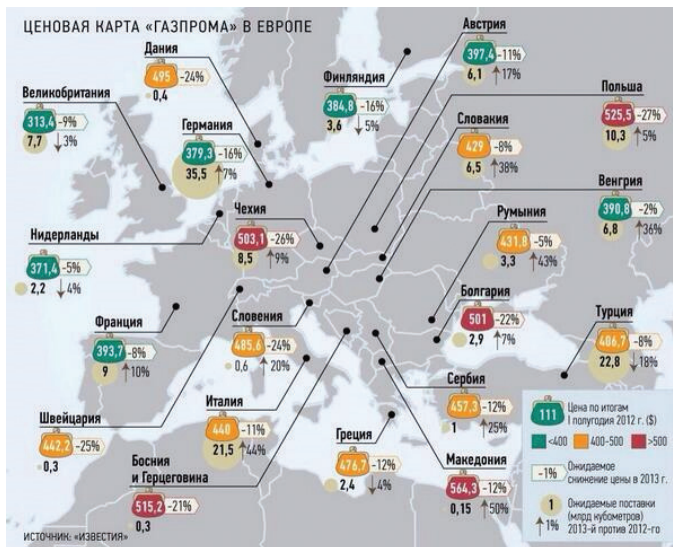 ЦЕНОВАЯ КАРТА «ГАЗПРОМА» В ЕВРОПЕ
Дания
495 -24%
0,4
Великобритания
313,4 -9%
7,7 ↓3%
Германия
379,3 -16%
35,5 ↑7%
Финляндия
384,8 -16%
3,6 ↓5%
Австрия
397,4 -11%
6,1 ↑17%
Польша
525,5 -27%
10,3 ↑5%
Словакия
429 -8%
6,5 ↑38%
Венгрия
390,8 -2%
6,8 ↑36%
Чехия
503,1 -26%
8,5 ↑9%
Румыния
431,8 -5%
3,3 ↑43%
Нидерланды
371,4 -5%
2,2 ↓4%
Болгария
501 -22%
2,9 ↑7%
Турция
406,7 -8%
22,8 ↓18%
Франция
393,7 -8%
9 ↑10%
Словения
485,6 -24%
0,6 ↑20%
Сербия
457,3 -12%
1 ↑25%
Италия
440 -11%
21,5 ↑44%
Швейцария
442,2 -25%
0,3
Греция
476,7 -12%
2,4 ↓4%
Македония
564,3 -12%
0,15 ↑50%
Босния
и Герцеговина
515,2 -21%
0,3
111 Цена по итогам
I полугодия 2012 г. ($)
<400 400-500 >500
-1% Ожидаемое
снижение цены в 2013 г.
1 Ожидаемые поставки
(млрд кубометров)
↑1% 2013-й против 2012-го
ИСТОЧНИК: «ИЗВЕСТИЯ»